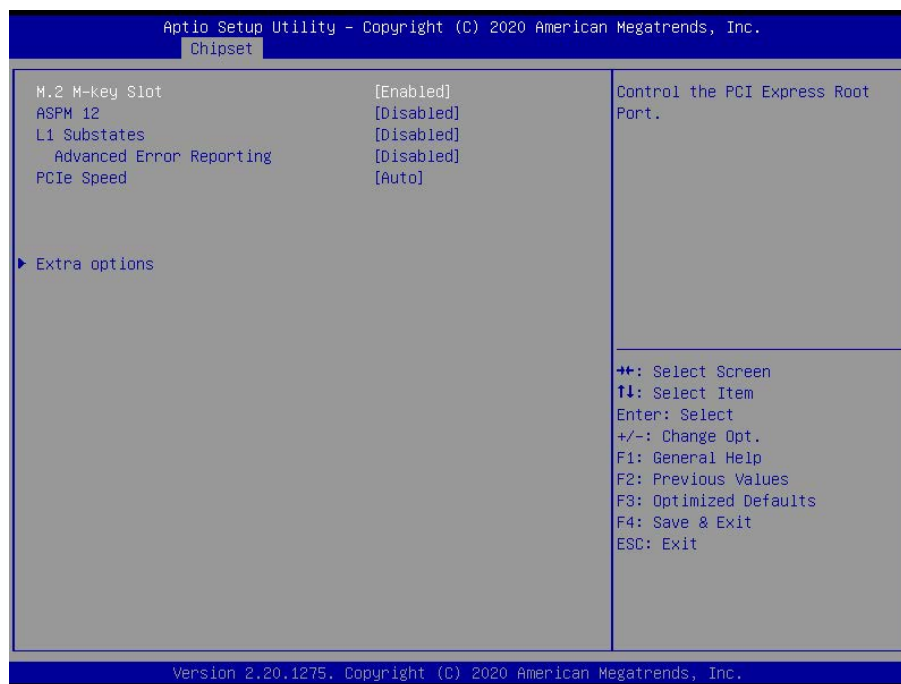 Aptio Setup Utility – Copyright (C) 2020 American Megatrends, Inc.
Chipset
M.2 M-key Slot [Enabled]
ASPM 12 [Disabled]
L1 Substates [Disabled]
Advanced Error Reporting [Disabled]
PCIe Speed [Auto]
Extra options
Control the PCI Express Root
Port.
→←: Select Screen
↑↓: Select Item
Enter: Select
+/-: Change Opt.
F1: General Help
F2: Previous Values
F3: Optimized Defaults
F4: Save & Exit
ESC: Exit
Version 2.20.1275. Copyright (C) 2020 American Megatrends, Inc.